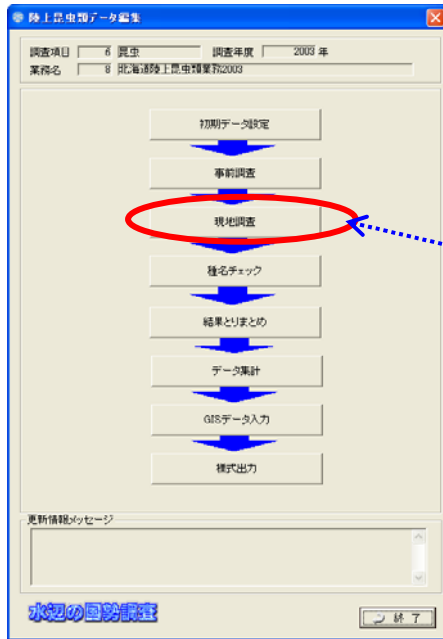 陸上昆虫類データ編集
調査項目 6 昆虫 調査年度 2003 年
業務名 8 北海道陸上昆虫類業務2003
初期データ設定
事前調査
現地調査
種名チェック
結果とりまとめ
データ集計
GISデータ入力
様式出力
更新情報メッセージ
水辺の国勢調査
終 了